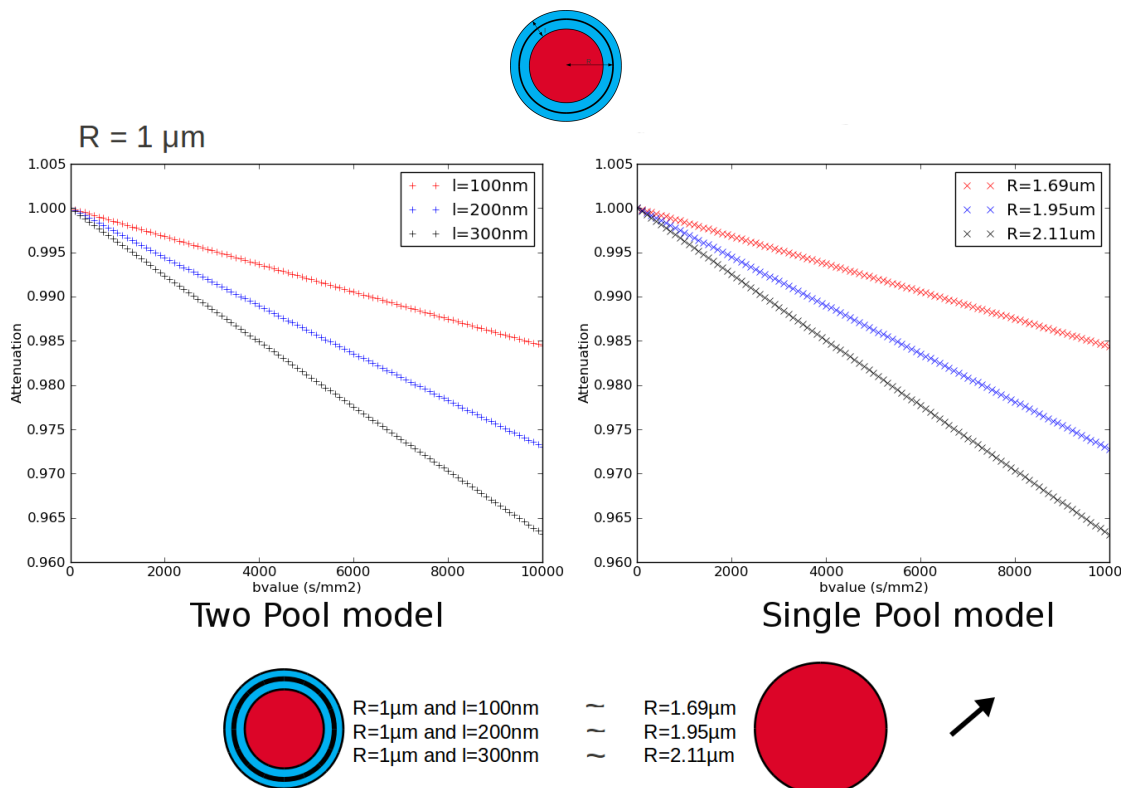 R = 1 µm
1.005
1.000
0.995
0.990
0.985
0.980
0.975
0.970
0.965
0.960
Attenuation
0 2000 4000 6000 8000 10000
bvalue (s/mm2)
l=100nm
l=200nm
l=300nm
Two Pool model
1.005
1.000
0.995
0.990
0.985
0.980
0.975
0.970
0.965
0.960
Attenuation
0 2000 4000 6000 8000 1000
bvalue (s/mm2)
R=1.69um
R=1.95um
R=2.11um
Single Pool model
R=1µm and l=100nm ~ R=1.69µm
R=1µm and l=200nm ~ R=1.95µm
R=1µm and l=300nm ~ R=2.11µm